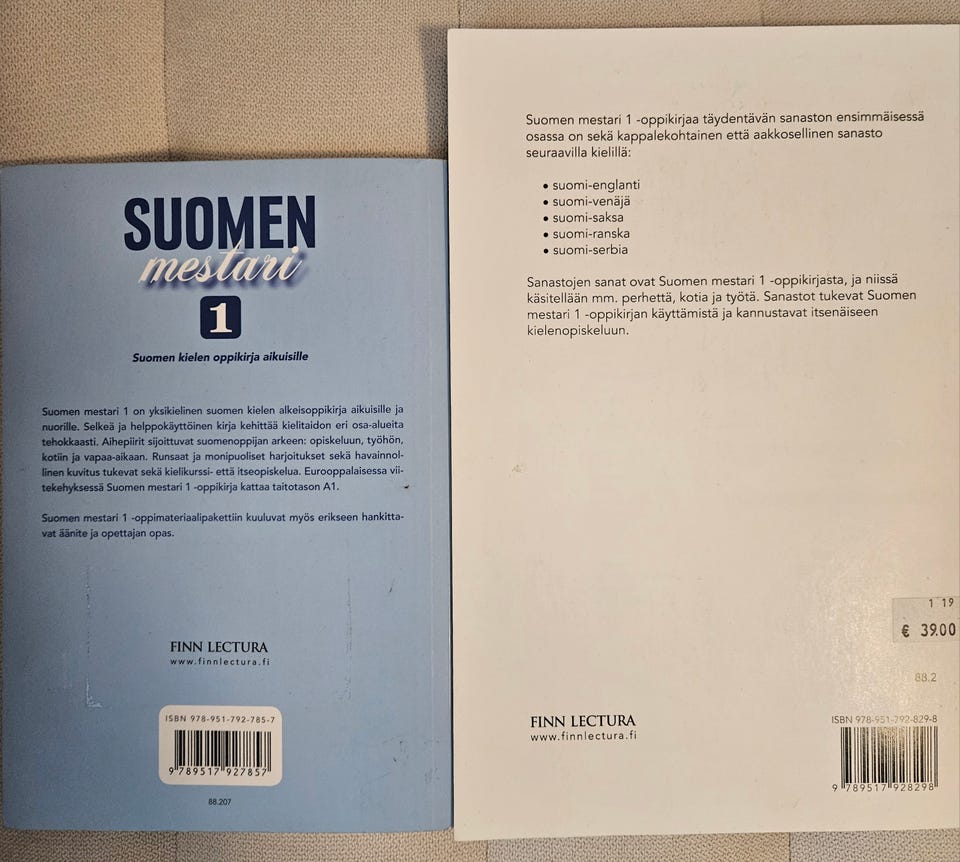 SUOMEN
mestari
1
Suomen kielen oppikirja aikuisille
Suomen mestari 1 on yksikielinen suomen kielen alkeisoppikirja aikuisille ja
nuorille. Selkeä ja helppokäyttöinen kirja kehittää kielitaidon eri osa-alueita
tehokkaasti. Aihepiirit sijoittuvat suomenoppijan arkeen: opiskeluun, työhön,
kotiin ja vapaa-aikaan. Runsaat ja monipuoliset harjoitukset sekä havainnol-
linen kuvitus tukevat sekä kielikurssi- että itseopiskelua. Eurooppalaisessa vii-
tekehyksessä Suomen mestari 1 -oppikirja kattaa taitotason A1.
Suomen mestari 1 -oppimateriaalipakettiin kuuluvat myös erikseen hankitta-
vat äänite ja opettajan opas.
FINN LECTURA
www.finnlectura.fi
ISBN 978-951-792-785-7
9 789517 927857
88.207
Suomen mestari 1 -oppikirjaa täydentävän sanaston ensimmäisessä
osassa on sekä kappalekohtainen että aakkosellinen sanasto
seuraavilla kielillä:
• suomi-englanti
• suomi-venäjä
• suomi-saksa
• suomi-ranska
• suomi-serbia
Sanastojen sanat ovat Suomen mestari 1 -oppikirjasta, ja niissä
käsitellään mm. perhettä, kotia ja työtä. Sanastot tukevat Suomen
mestari 1 -oppikirjan käyttämistä ja kannustavat itsenäiseen
kielenopiskeluun.
1 19
€ 39.00
88.2
FINN LECTURA
www.finnlectura.fi
ISBN 978-951-792-829-8
9 789517 928298